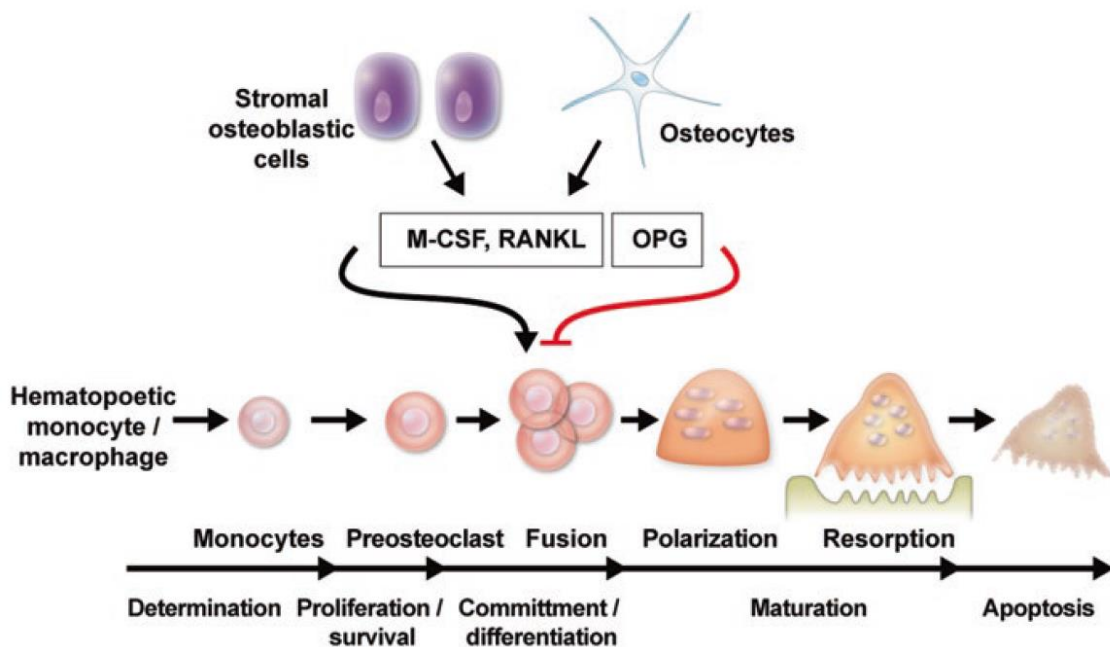 Stromal
osteoblastic
cells
Osteocytes
M-CSF, RANKL
OPG
Hematopoetic
monocyte /
macrophage
Monocytes
Preosteoclast
Fusion
Polarization
Resorption
Determination
Proliferation /
survival
Committment /
differentiation
Maturation
Apoptosis